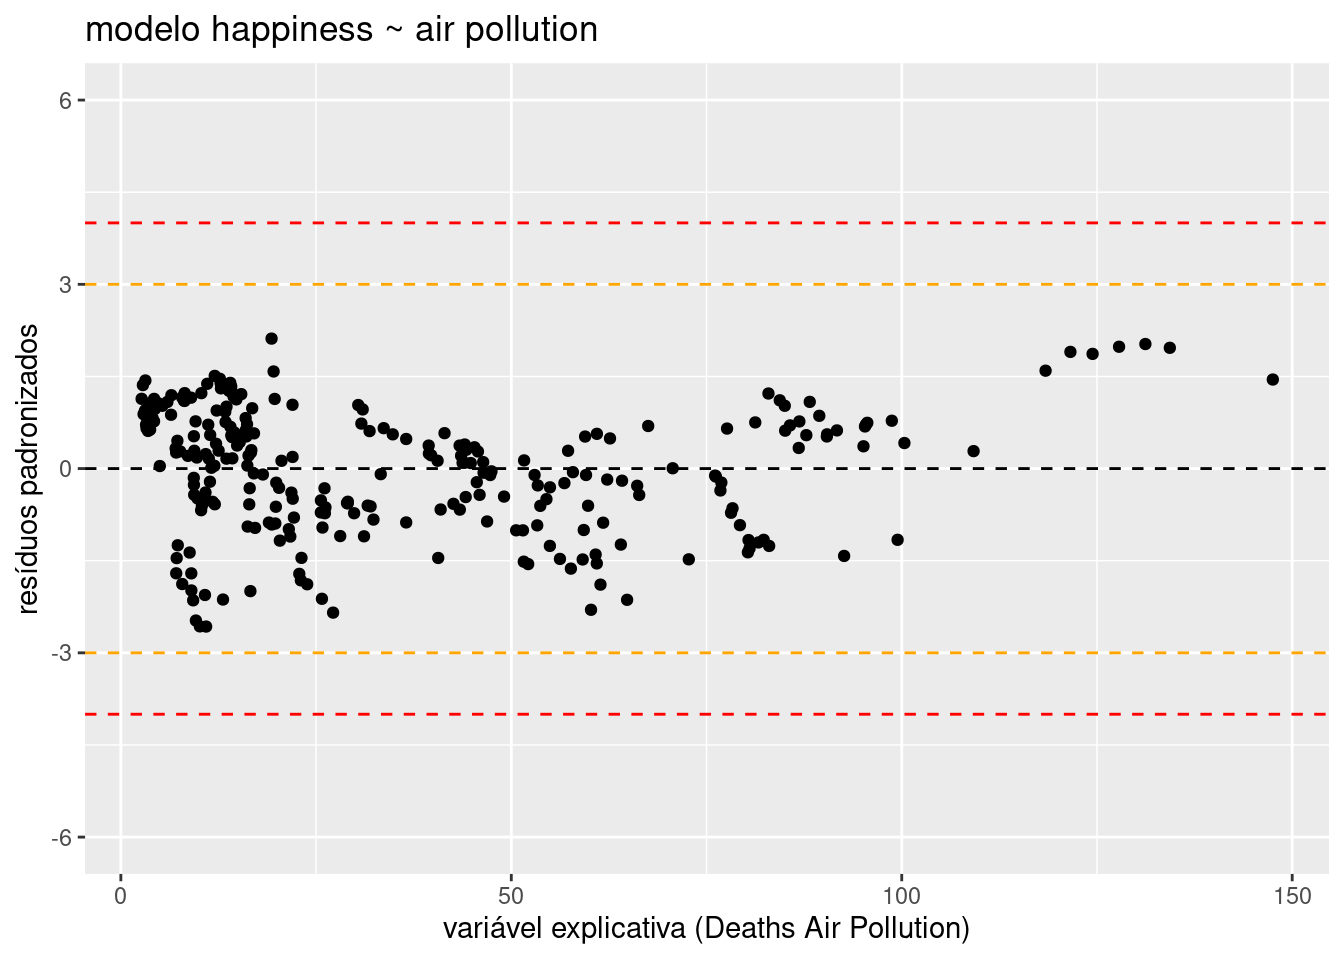 modelo happiness ~ air pollution
6
3
0
-3
-6
resíduos padronizados
0 50 100 150
variável explicativa (Deaths Air Pollution)